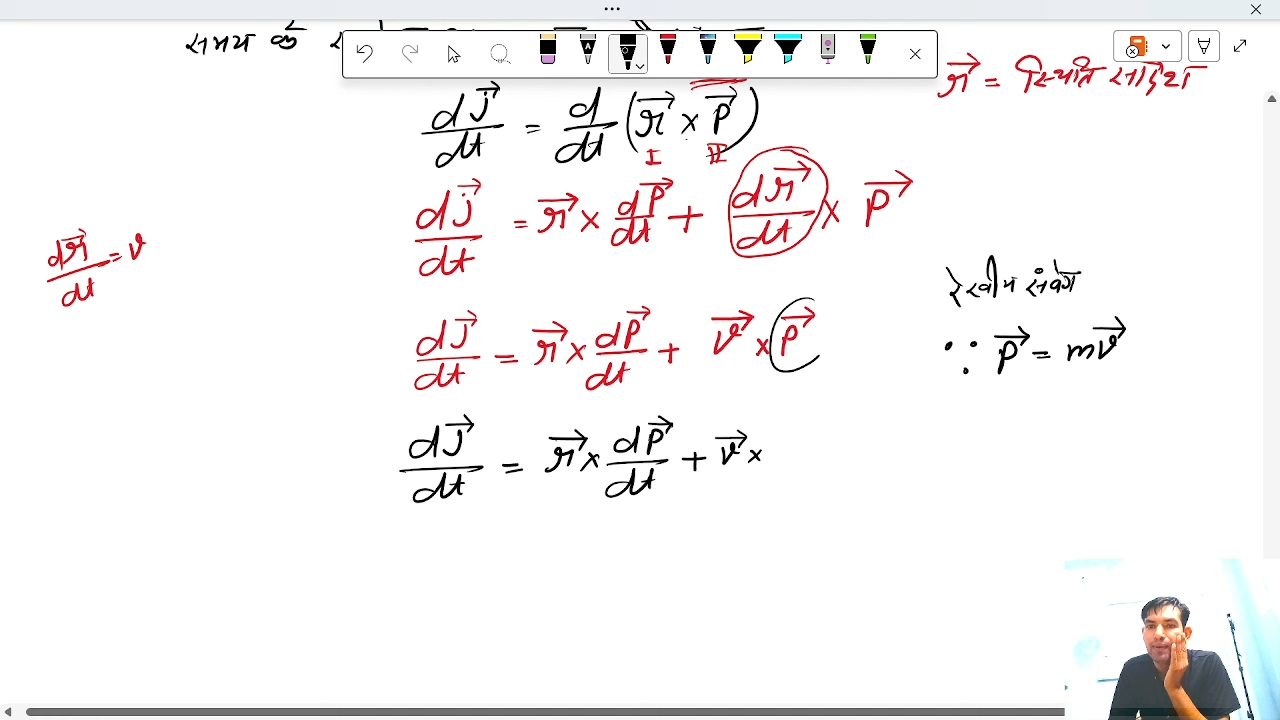 समय के
r⃗ = स्थिति सदिश
dJ⃗/dt = d/dt (r⃗ × P⃗)
I II
dJ⃗/dt = r⃗ × dP⃗/dt + dr⃗/dt × P⃗
dr⃗/dt = v
रेखीय संवेग
dJ⃗/dt = r⃗ × dP⃗/dt + v⃗ × P⃗
∵ P⃗ = mv⃗
dJ⃗/dt = r⃗ × dP⃗/dt + v⃗ ×